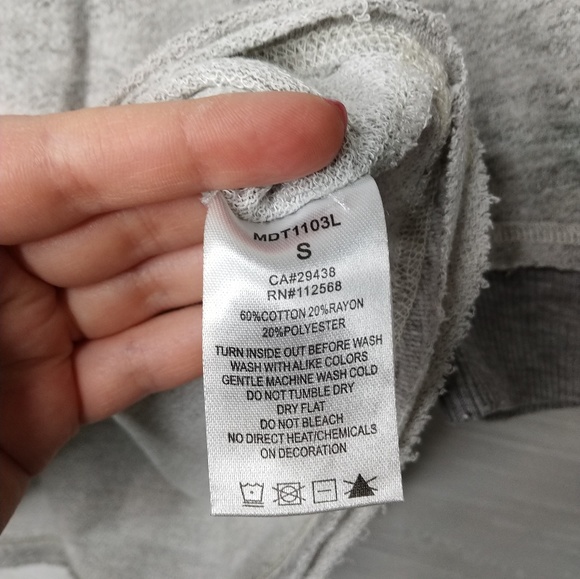 MDT1103L
S
CA#29438
RN#112568
60%COTTON 20%RAYON
20%POLYESTER
TURN INSIDE OUT BEFORE WASH
WASH WITH ALIKE COLORS
GENTLE MACHINE WASH COLD
DO NOT TUMBLE DRY
DRY FLAT
DO NOT BLEACH
NO DIRECT HEAT/CHEMICALS
ON DECORATION